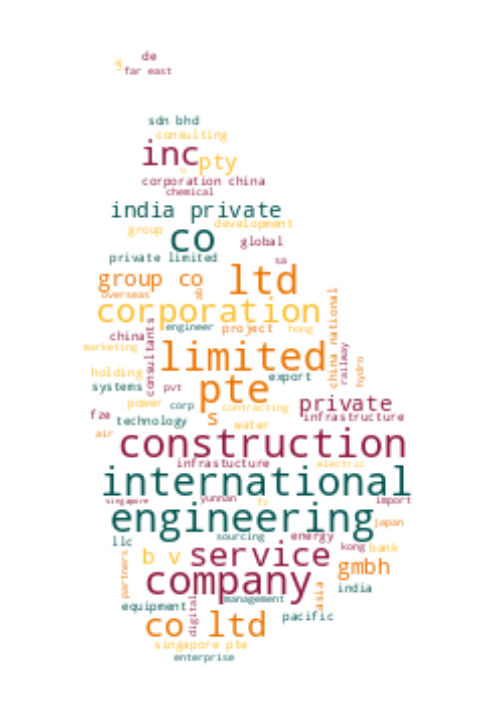 de
far east
sdn bhd
consulting
inc pty
corporation china
chemical
india private
group development
co global
private limited sa
group co ltd
overseas ab
corporation
china consultants engineer project hong china national
marketing limited railway hydro
holding pte export
systems pvt
power corp contracting private
fze technology s water infrastructure
air construction
infrastucture electric
international
singapore yunnan fz import
engineering japan
llc sourcing energy kong bank
partners b v service gmbh
company india
equipment digital management asia pacific
co ltd
singapore pte
enterprise